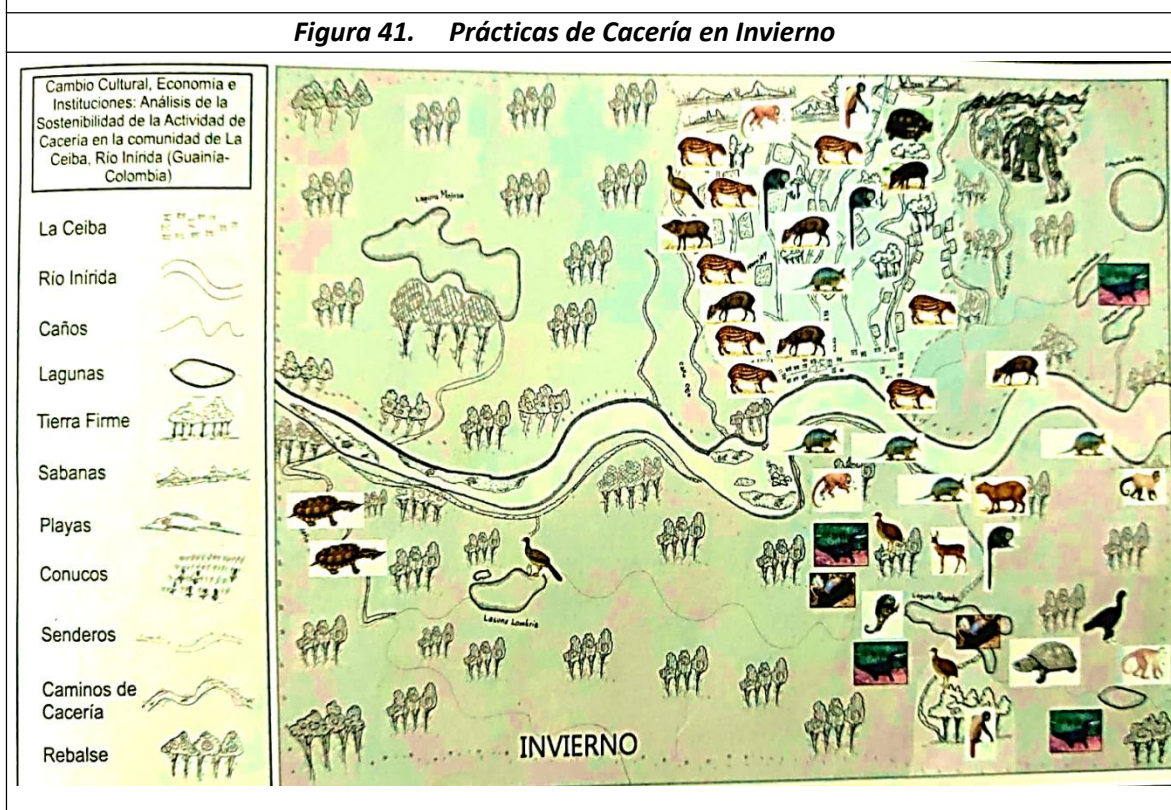 Figura 41. Prácticas de Cacería en Invierno
Cambio Cultural, Economía e
Instituciones: Análisis de la
Sostenibilidad de la Actividad de
Cacería en la comunidad de La
Ceiba, Río Inírida (Guainía-
Colombia)
La Ceiba
Río Inírida
Caños
Lagunas
Tierra Firme
Sabanas
Playas
Conucos
Senderos
Caminos de
Cacería
Rebalse
Laguna
Laguna Lombriz
Laguna
INVIERNO